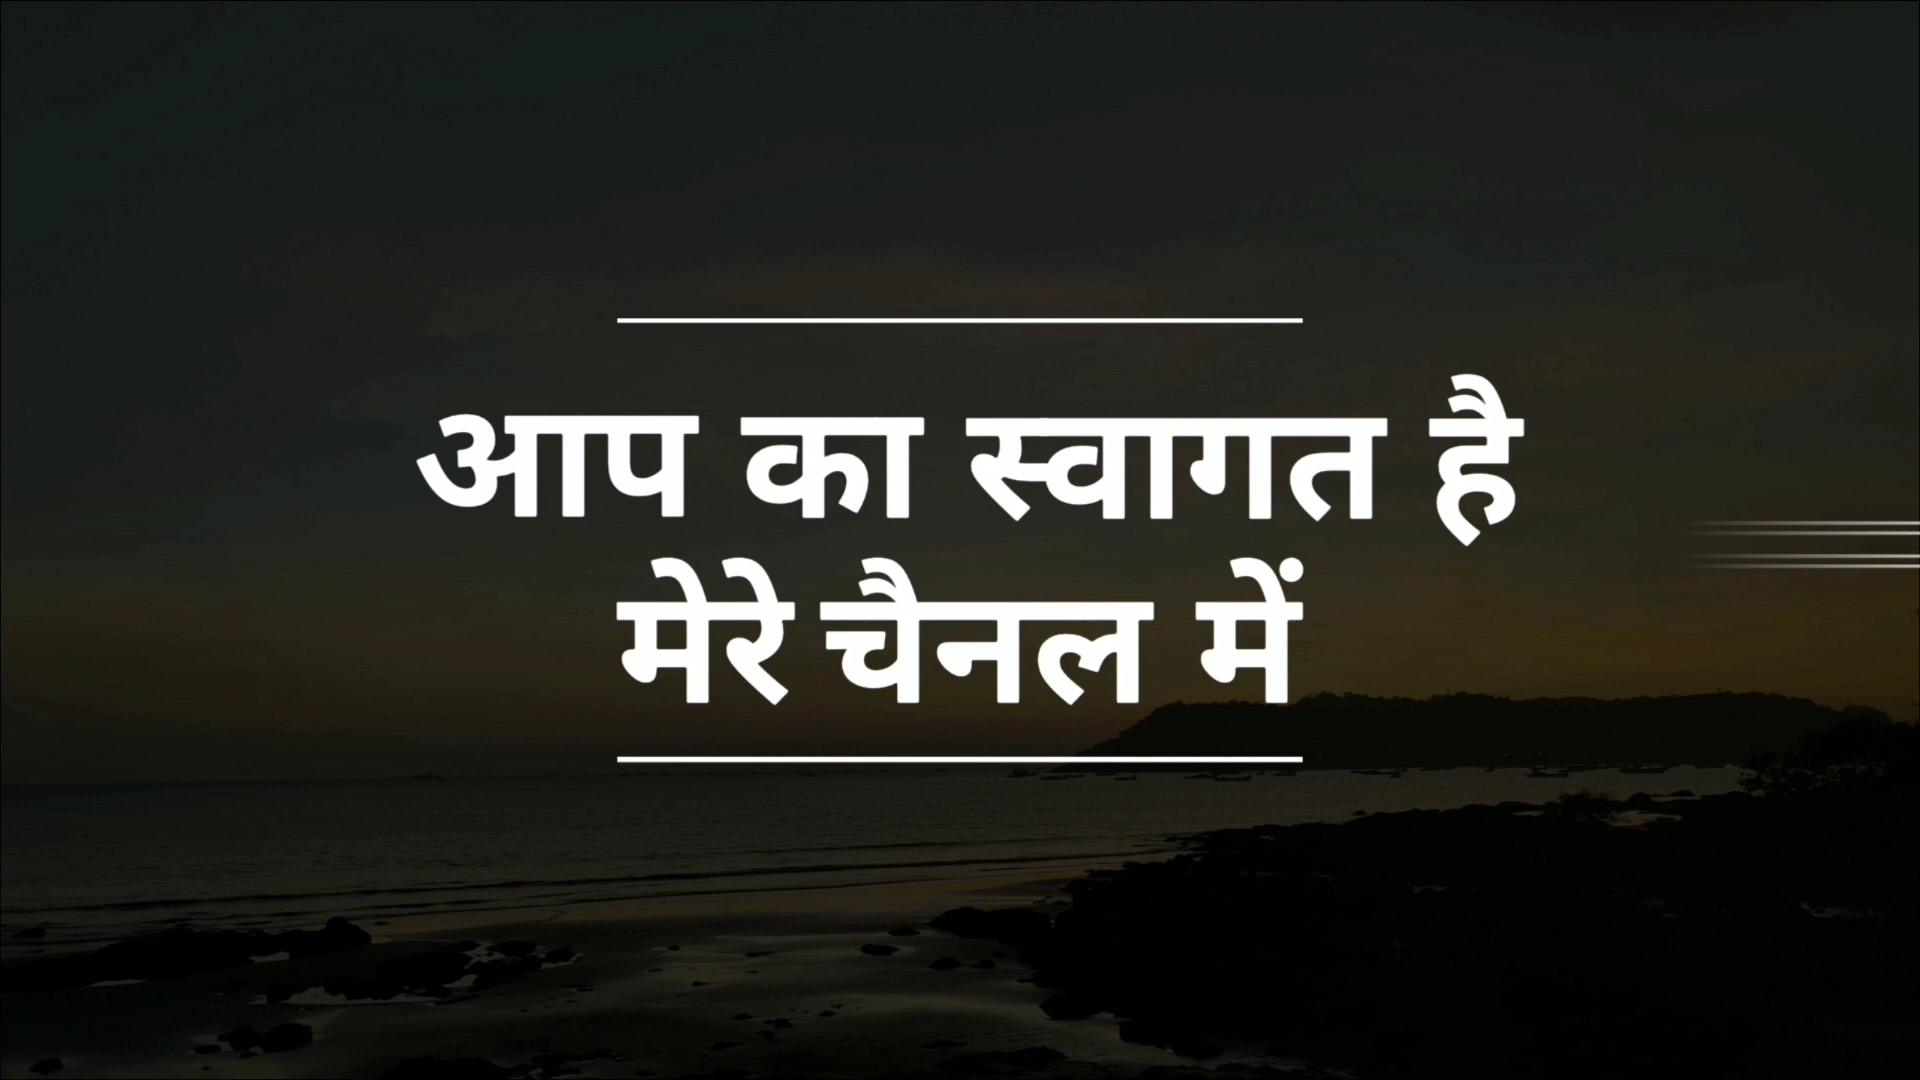 आप का स्वागत है
मेरे चैनल में